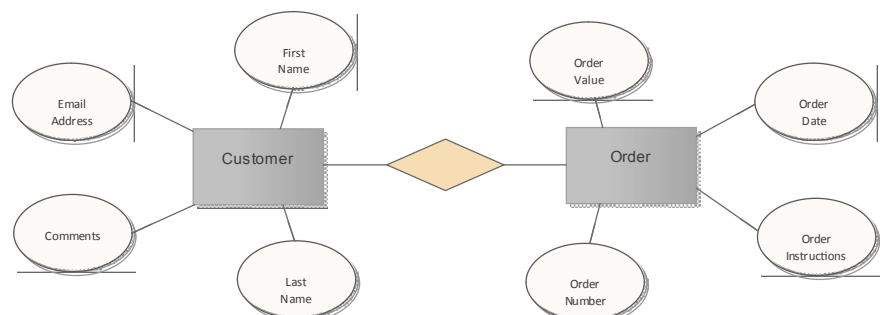 First
Name
Order
Value
Email
Address
Order
Date
Customer
Order
Comments
Order
Instructions
Last
Name
Order
Number